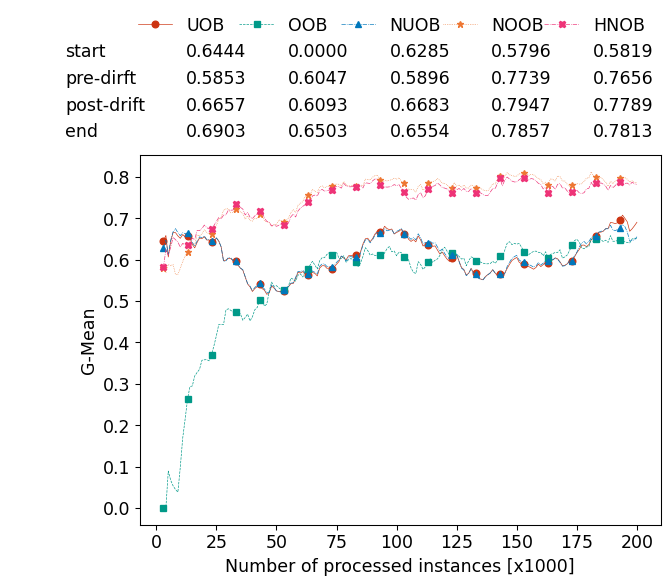 UOB OOB NUOB NOOB HNOB
start 0.6444 0.0000 0.6285 0.5796 0.5819
pre-dirft 0.5853 0.6047 0.5896 0.7739 0.7656
post-drift 0.6657 0.6093 0.6683 0.7947 0.7789
end 0.6903 0.6503 0.6554 0.7857 0.7813
0.8
0.7
0.6
0.5
0.4
0.3
0.2
0.1
0.0
G-Mean
0 25 50 75 100 125 150 175 200
Number of processed instances [x1000]